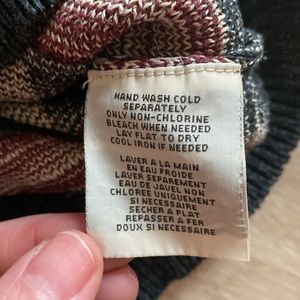 HAND WASH COLD
SEPARATELY
ONLY NON-CHLORINE
BLEACH WHEN NEEDED
LAY FLAT TO DRY
COOL IRON IF NEEDED
LAVER A LA MAIN
EN EAU FROIDE
LAVER SEPAREMENT
EAU DE JAVEL NON
CHLOREE UNIQUEMENT
SI NECESSAIRE
SECHER A PLAT
REPASSER A FER
DOUX SI NECESSAIRE